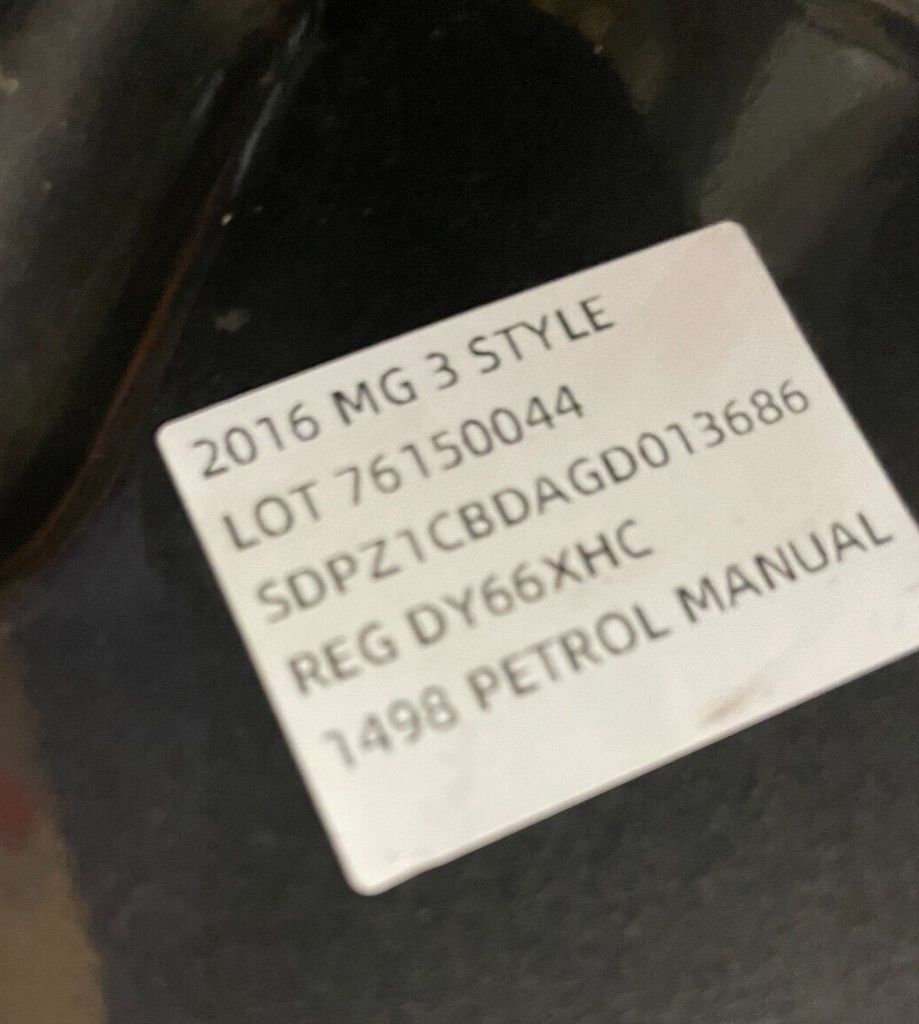 2016 MG 3 STYLE
LOT 76150044
SDPZ1CBDAGD013686
REG DY66XHC
1498 PETROL MANUAL